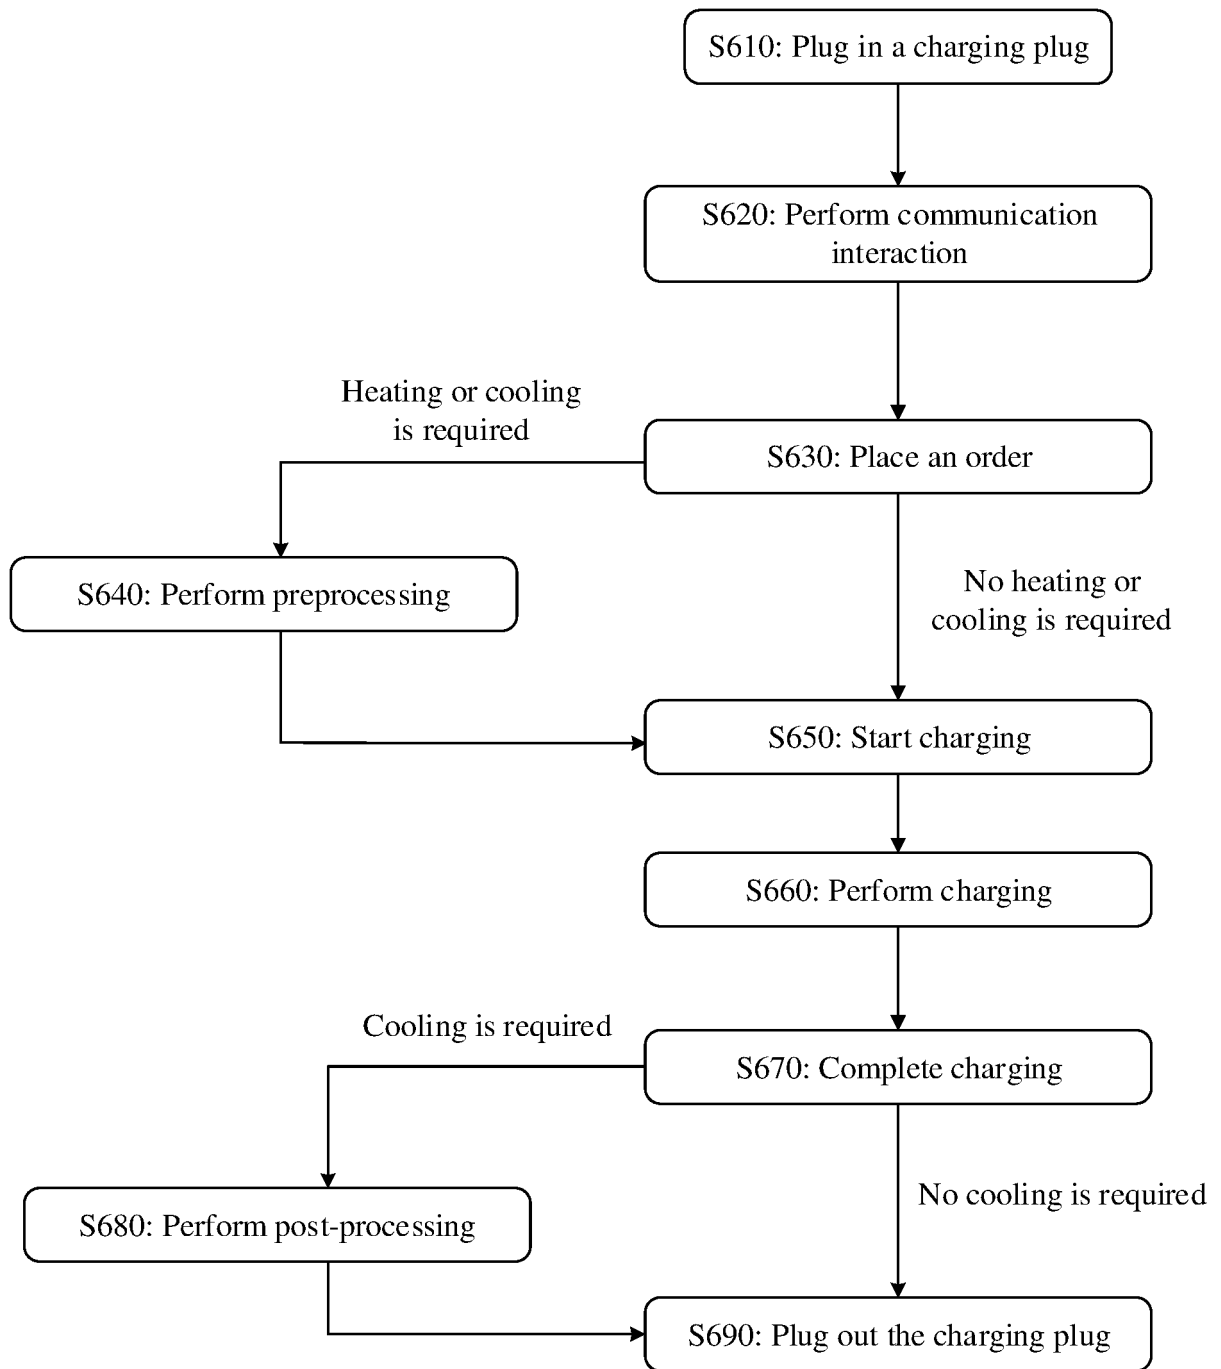 S610: Plug in a charging plug
S620: Perform communication
interaction
Heating or cooling
is required
S630: Place an order
S640: Perform preprocessing
No heating or
cooling is required
S650: Start charging
S660: Perform charging
Cooling is required
S670: Complete charging
No cooling is required
S680: Perform post-processing
S690: Plug out the charging plug